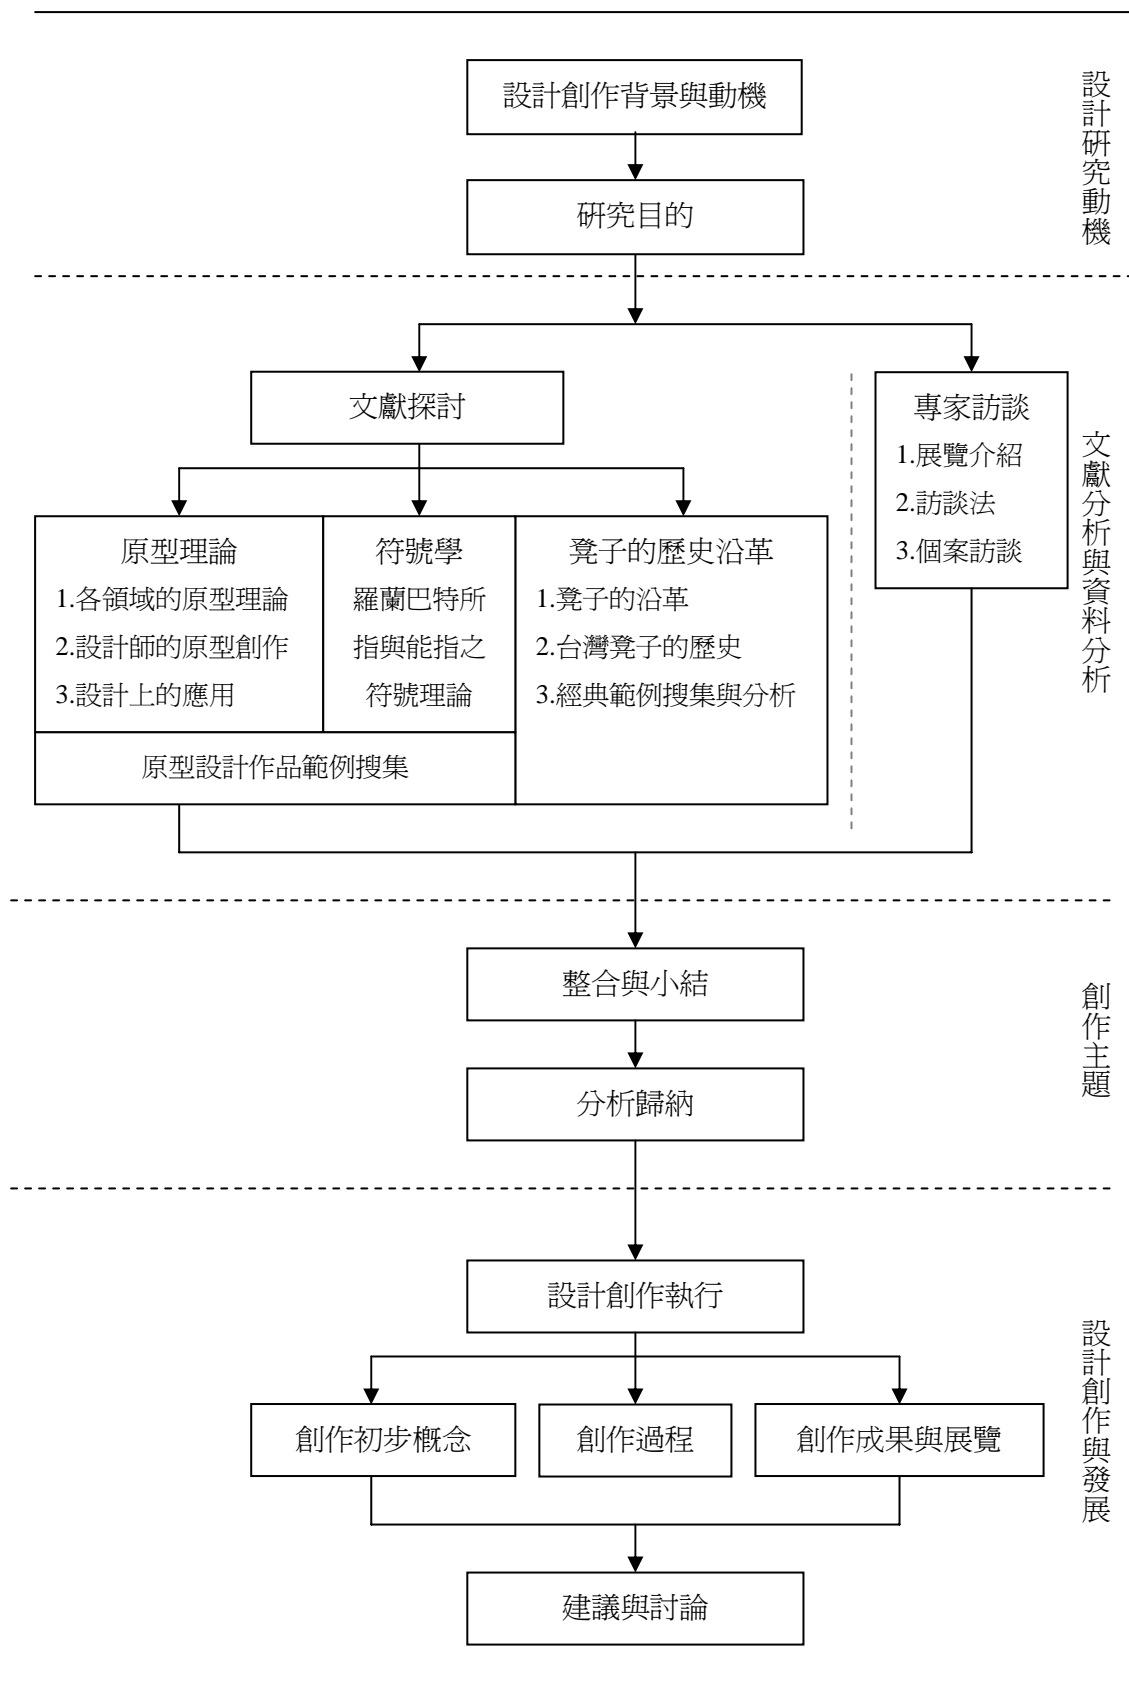 設計創作背景與動機
研究目的
設計研究動機
文獻探討
專家訪談
1.展覽介紹
2.訪談法
3.個案訪談
原型理論
1.各領域的原型理論
2.設計師的原型創作
3.設計上的應用
符號學
羅蘭巴特所
指與能指之
符號理論
凳子的歷史沿革
1.凳子的沿革
2.台灣凳子的歷史
3.經典範例搜集與分析
原型設計作品範例搜集
文獻分析與資料分析
整合與小結
分析歸納
創作主題
設計創作執行
創作初步概念
創作過程
創作成果與展覽
建議與討論
設計創作與發展